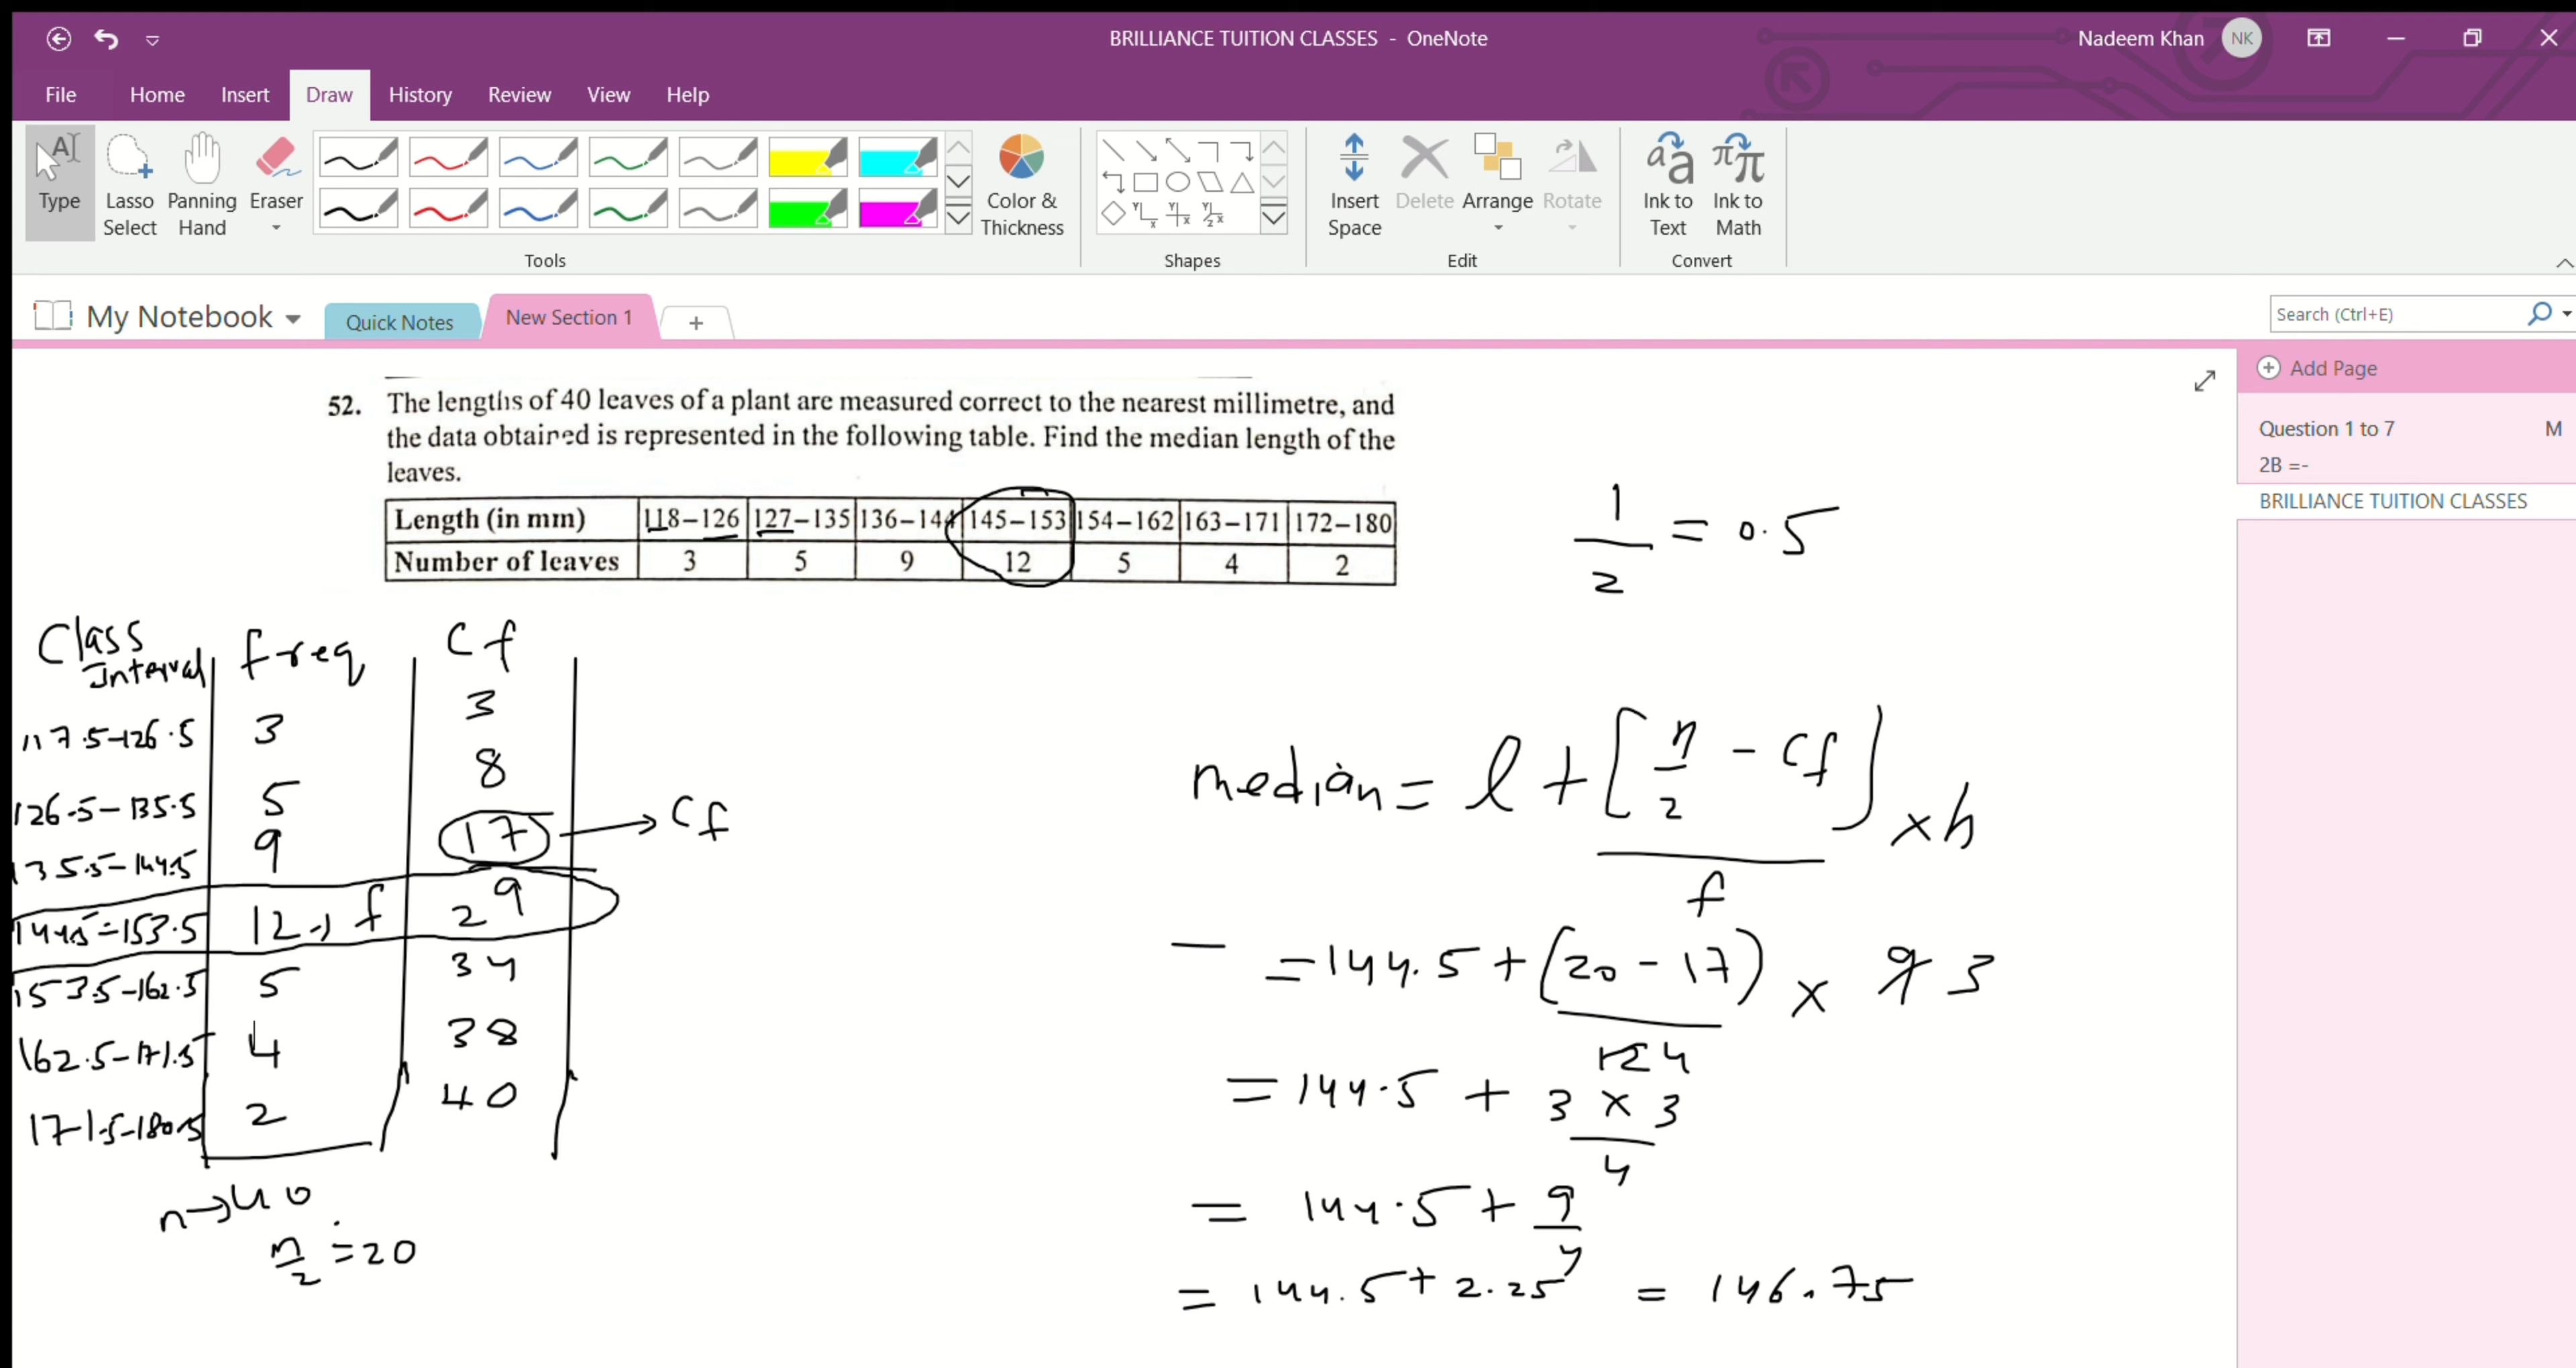 BRILLIANCE TUITION CLASSES - OneNote
Nadeem Khan NK
File Home Insert Draw History Review View Help
Type
Lasso Select
Panning Hand
Eraser
Color & Thickness
Insert Space
Delete
Arrange
Rotate
Ink to Text
Ink to Math
Tools
Shapes
Edit
Convert
My Notebook
Quick Notes
New Section 1
+
Search (Ctrl+E)
Add Page
Question 1 to 7 M
2B =-
BRILLIANCE TUITION CLASSES
52. The lengths of 40 leaves of a plant are measured correct to the nearest millimetre, and
the data obtained is represented in the following table. Find the median length of the
leaves.
Length (in mm) 118–126 127–135 136–144 145–153 154–162 163–171 172–180
Number of leaves 3 5 9 12 5 4 2
1/2 = 0.5
Class Interval freq Cf
117.5-126.5 3 3
126.5-135.5 5 8
135.5-144.5 9 17 → Cf
144.5-153.5 12 → f 29
153.5-162.5 5 34
162.5-171.5 4 38
171.5-180.5 2 40
n→40
n/2 = 20
median = l + [n/2 - Cf]/f × h
= 144.5 + (20 - 17)/12 4 × 9 3
= 144.5 + 3 × 3/4
= 144.5 + 9/4
= 144.5 + 2.25 = 146.75